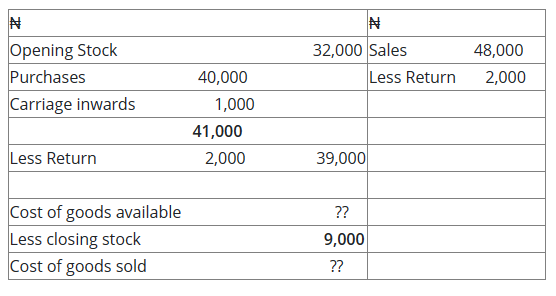 ₦ ₦
Opening Stock 32,000 Sales 48,000
Purchases 40,000 Less Return 2,000
Carriage inwards 1,000
41,000
Less Return 2,000 39,000
Cost of goods available ??
Less closing stock 9,000
Cost of goods sold ??